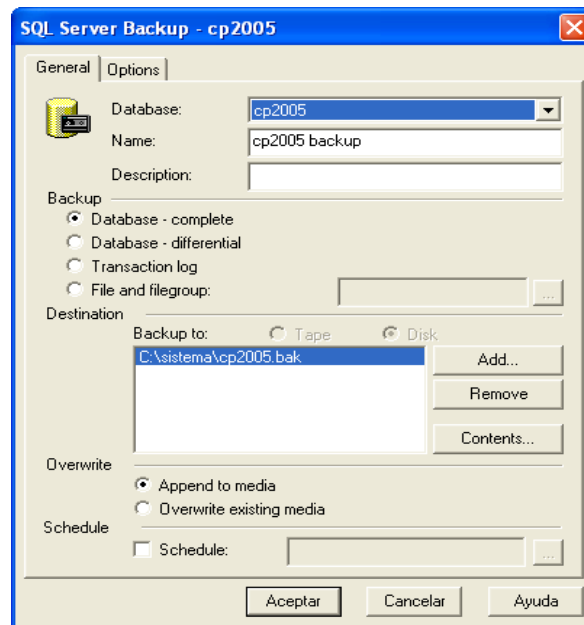 SQL Server Backup - cp2005
General Options
Database: cp2005
Name: cp2005 backup
Description:
Backup
Database - complete
Database - differential
Transaction log
File and filegroup: ...
Destination
Backup to: Tape Disk
C:\sistema\cp2005.bak
Add...
Remove
Contents...
Overwrite
Append to media
Overwrite existing media
Schedule
Schedule: ...
Aceptar Cancelar Ayuda